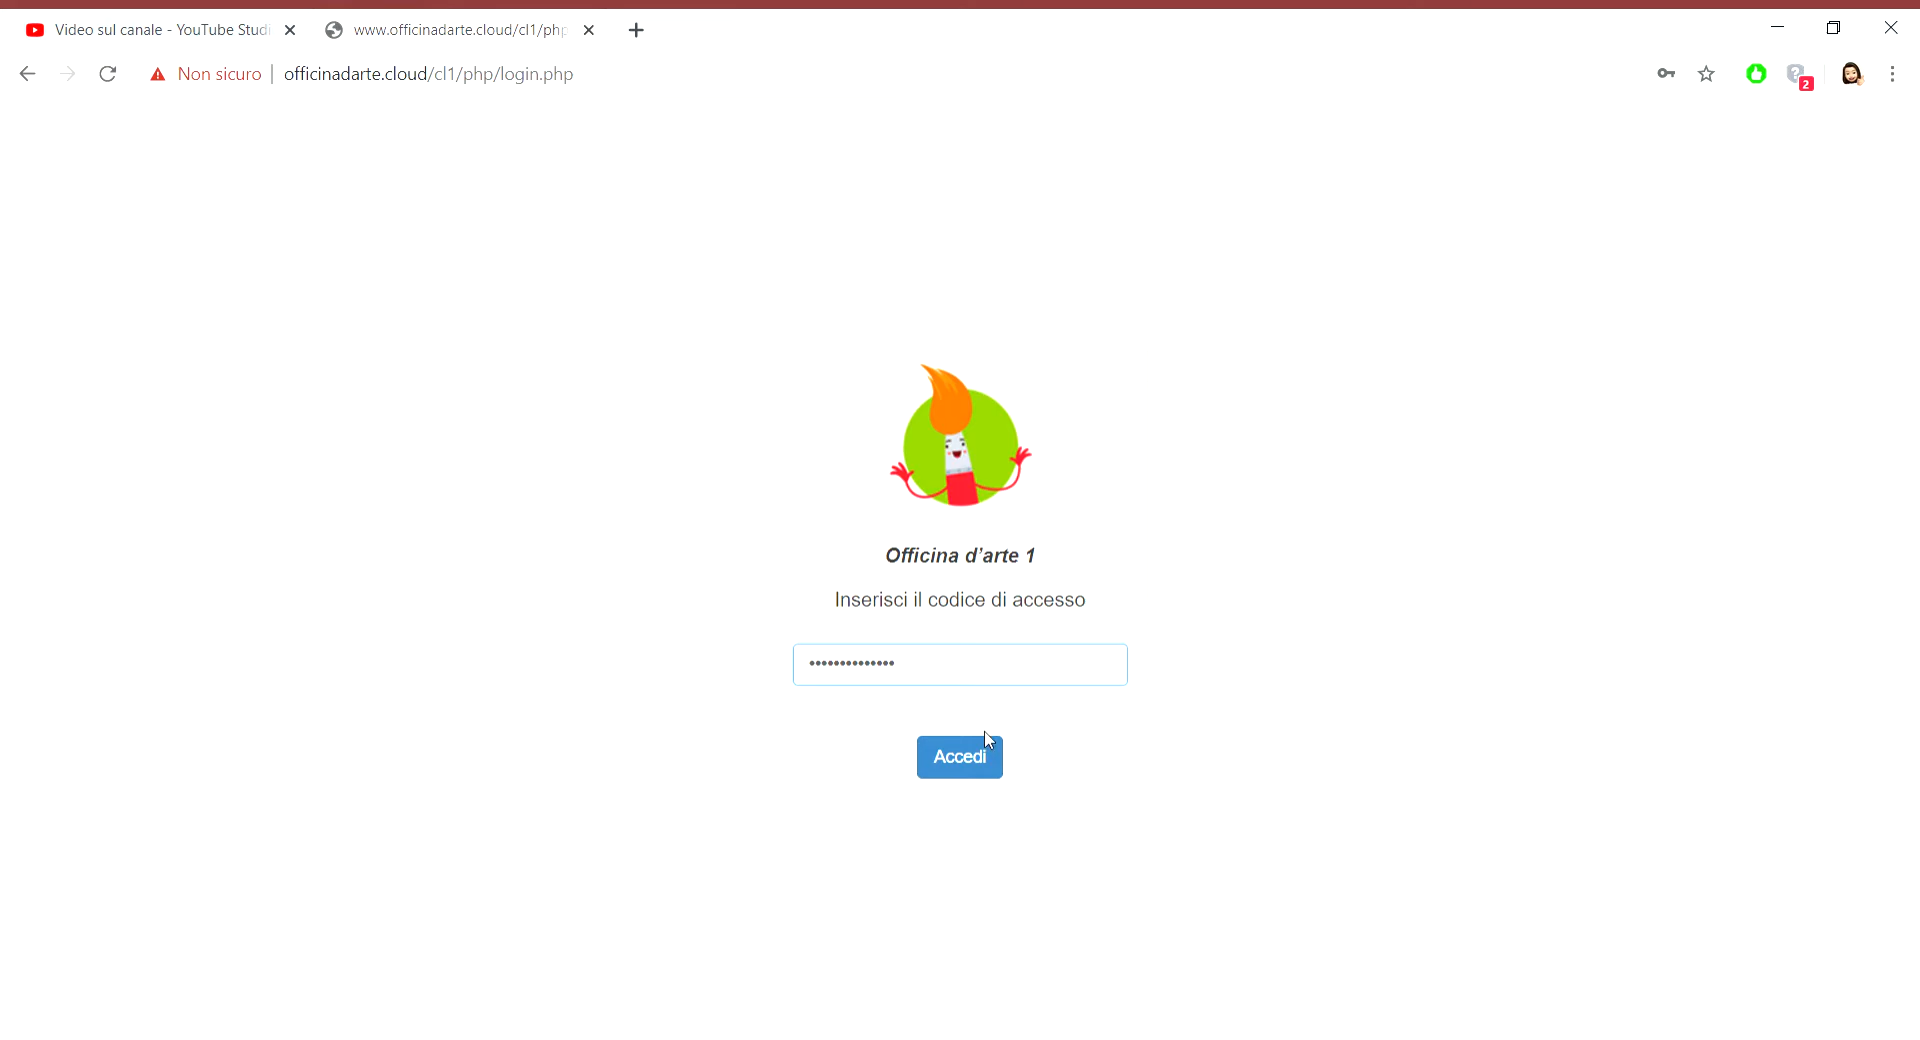 Video sul canale - YouTube Studi
www.officinadarte.cloud/cl1/php
Non sicuro
officinadarte.cloud/cl1/php/login.php
2
Officina d'arte 1
Inserisci il codice di accesso
••••••••••••••
Accedi